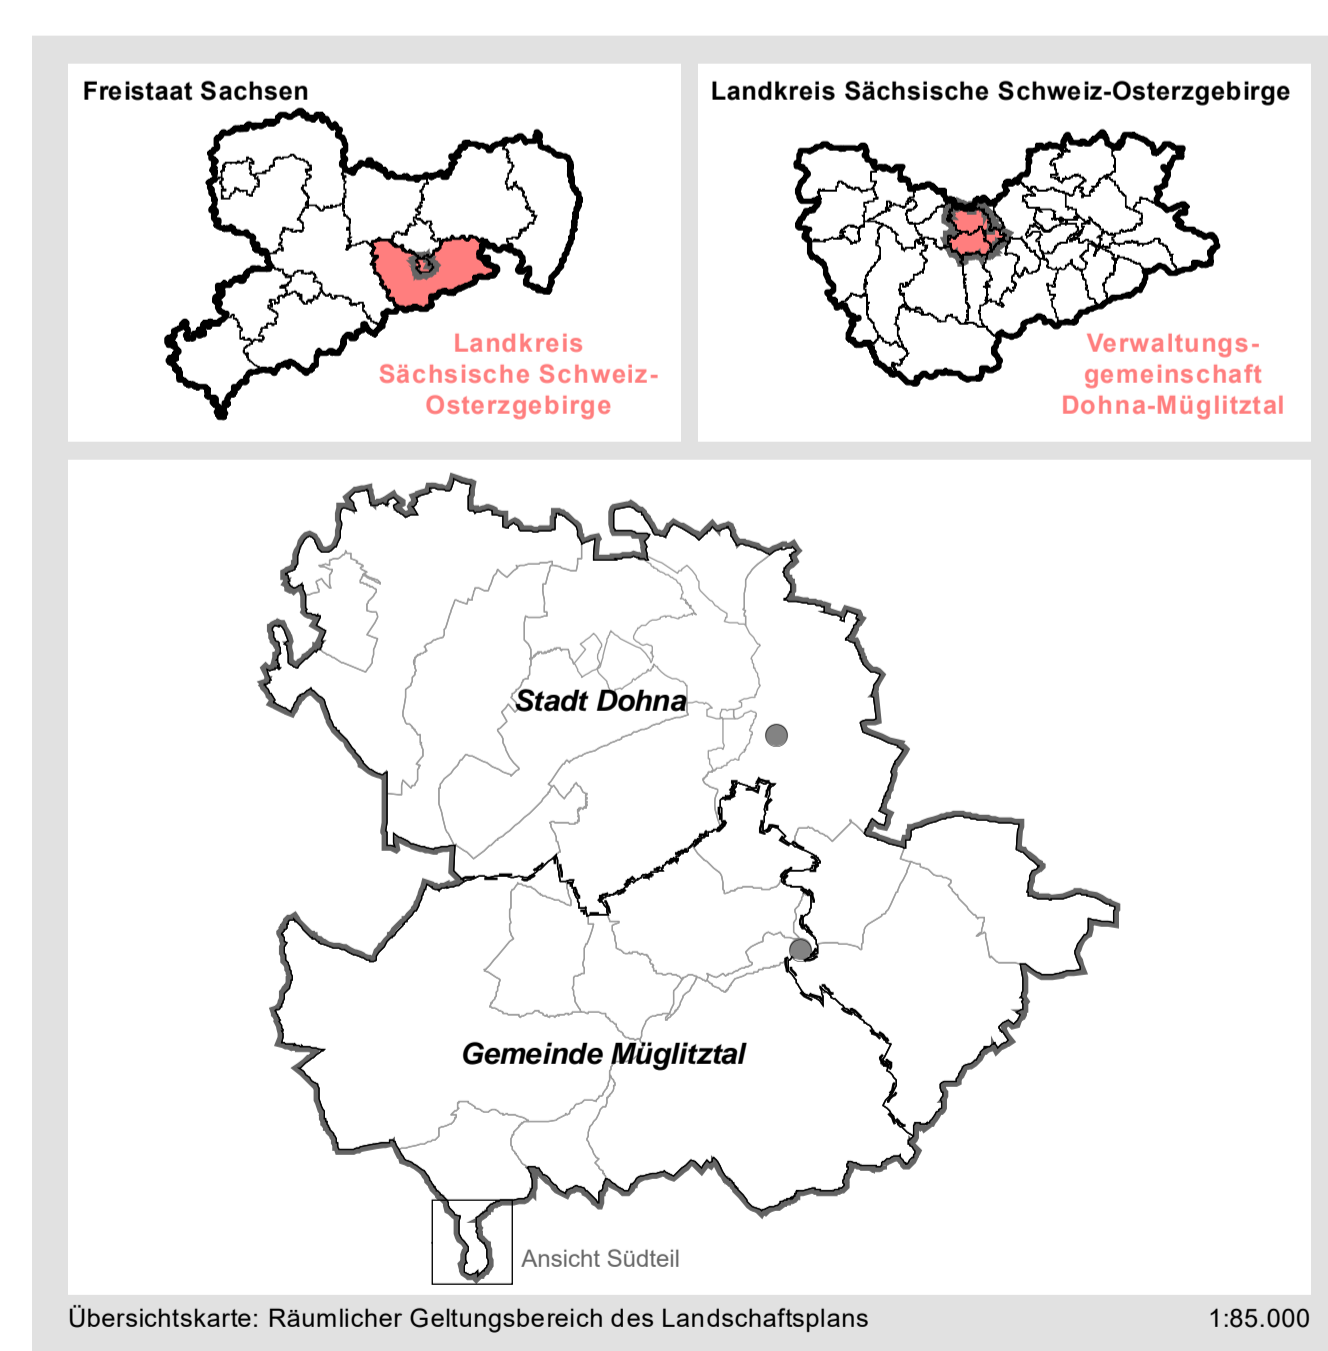 Freistaat Sachsen
Landkreis
Sächsische Schweiz-
Osterzgebirge
Landkreis Sächsische Schweiz-Osterzgebirge
Verwaltungs-
gemeinschaft
Dohna-Müglitztal
Stadt Dohna
Gemeinde Müglitztal
Ansicht Südteil
Übersichtskarte: Räumlicher Geltungsbereich des Landschaftsplans
1:85.000